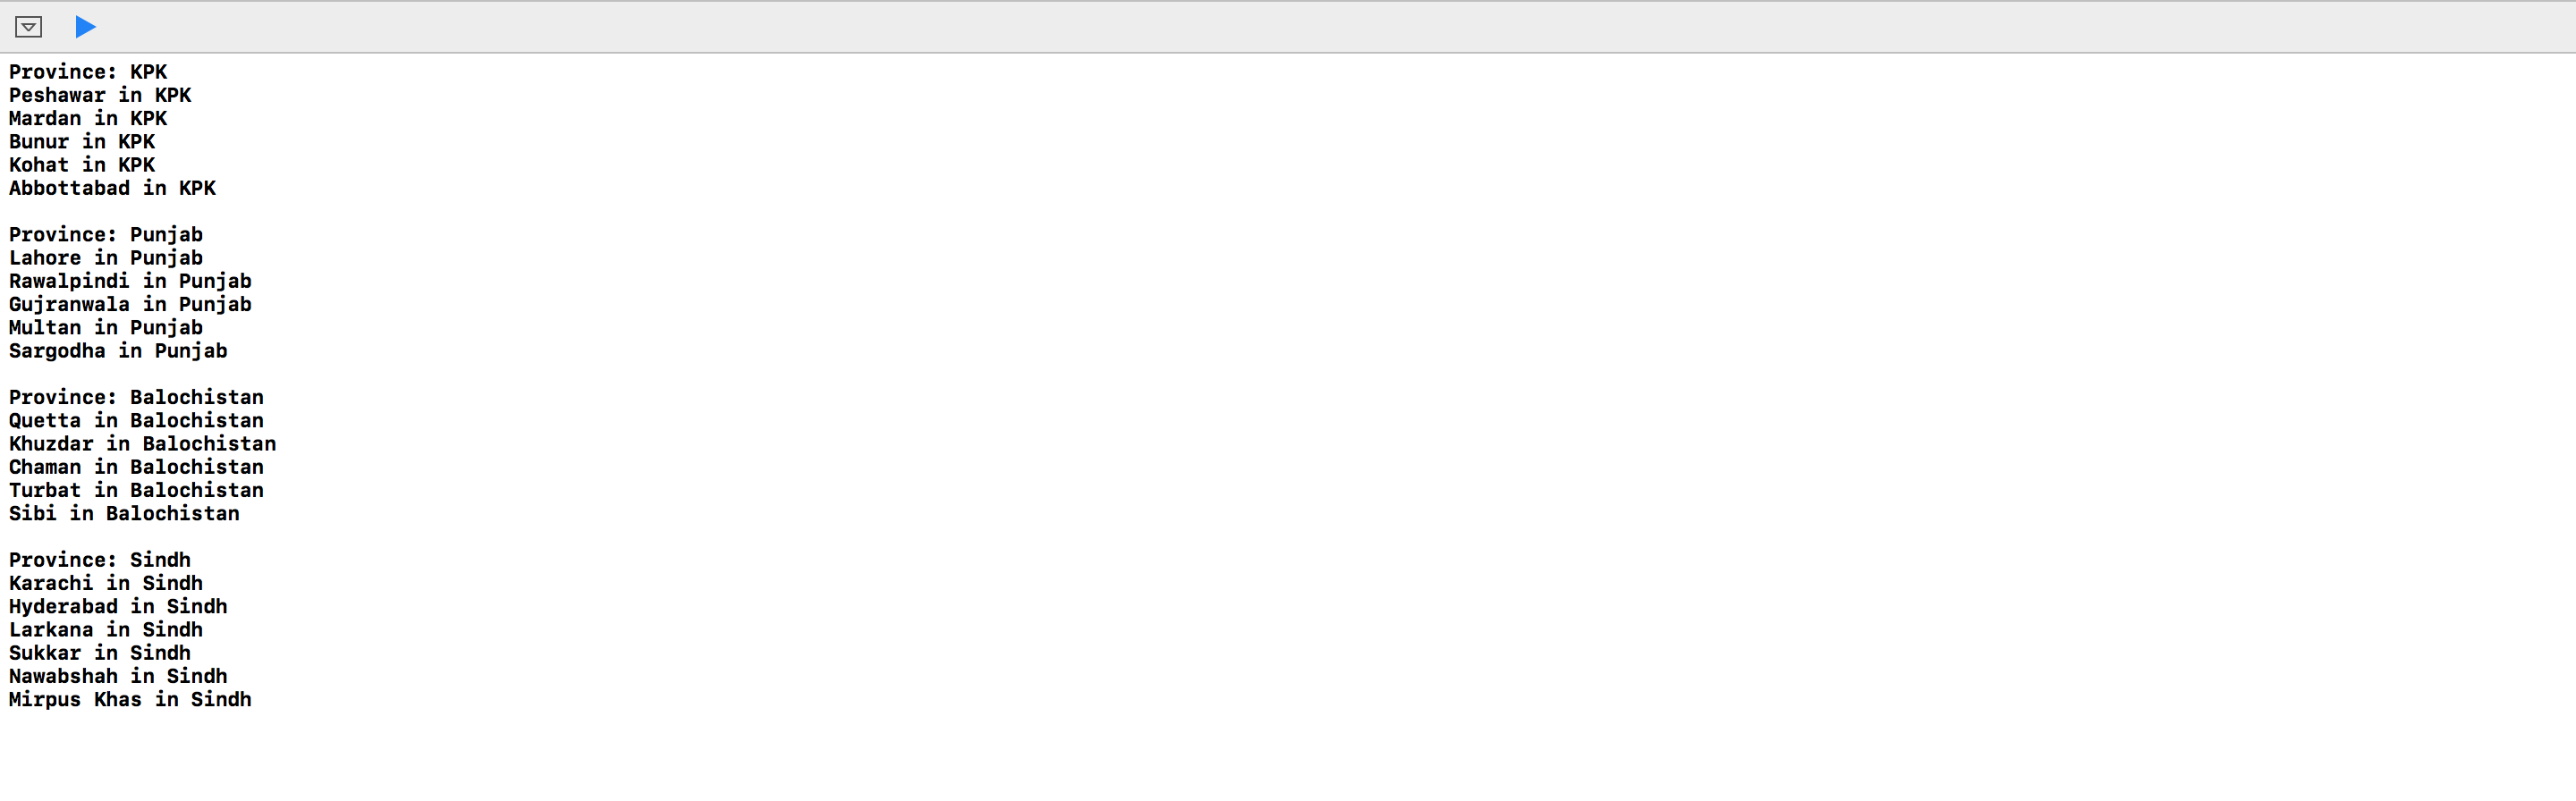 Province: KPK
Peshawar in KPK
Mardan in KPK
Bunur in KPK
Kohat in KPK
Abbottabad in KPK
Province: Punjab
Lahore in Punjab
Rawalpindi in Punjab
Gujranwala in Punjab
Multan in Punjab
Sargodha in Punjab
Province: Balochistan
Quetta in Balochistan
Khuzdar in Balochistan
Chaman in Balochistan
Turbat in Balochistan
Sibi in Balochistan
Province: Sindh
Karachi in Sindh
Hyderabad in Sindh
Larkana in Sindh
Sukkar in Sindh
Nawabshah in Sindh
Mirpus Khas in Sindh